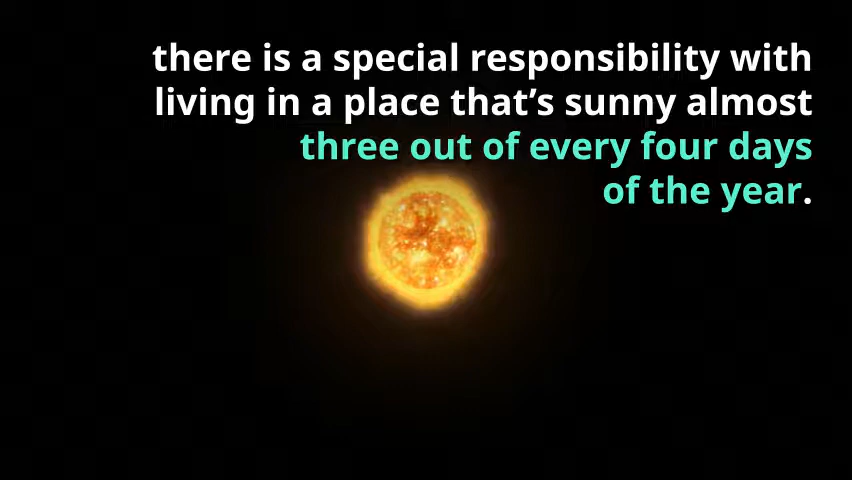 there is a special responsibility with
living in a place that’s sunny almost
three out of every four days
of the year.